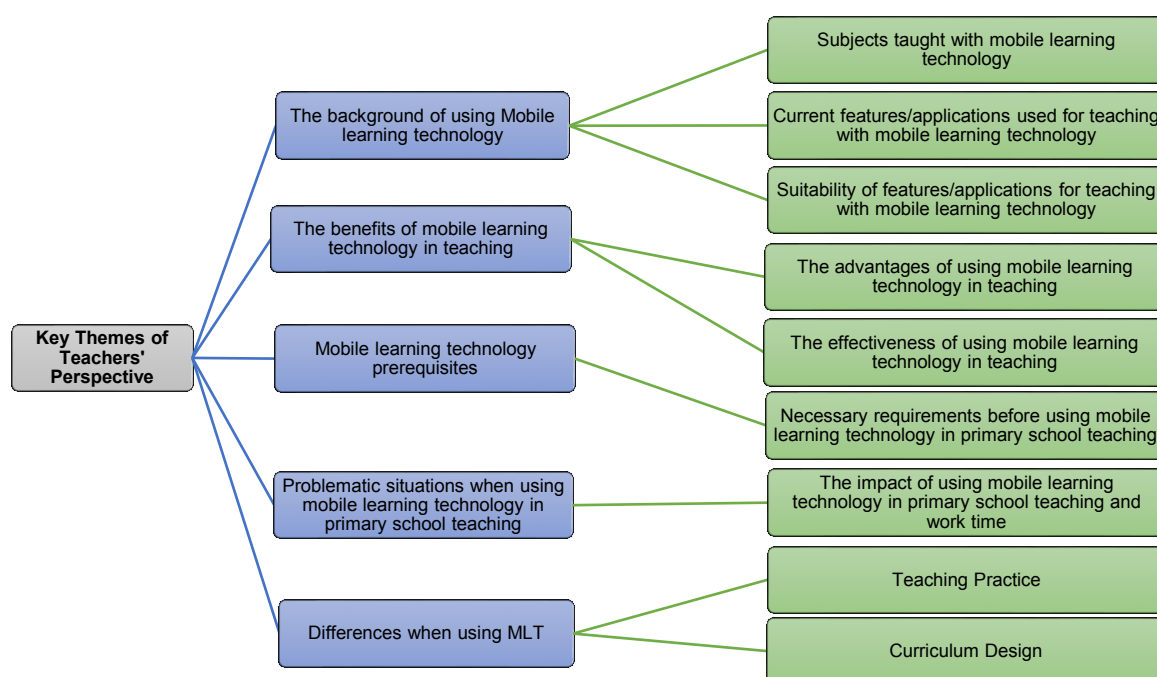 Key Themes of
Teachers'
Perspective
The background of using Mobile
learning technology
Subjects taught with mobile learning
technology
Current features/applications used for teaching
with mobile learning technology
Suitability of features/applications for teaching
with mobile learning technology
The benefits of mobile learning
technology in teaching
The advantages of using mobile learning
technology in teaching
The effectiveness of using mobile learning
technology in teaching
Mobile learning technology
prerequisites
Necessary requirements before using mobile
learning technology in primary school teaching
Problematic situations when using
mobile learning technology in
primary school teaching
The impact of using mobile learning
technology in primary school teaching and
work time
Differences when using MLT
Teaching Practice
Curriculum Design